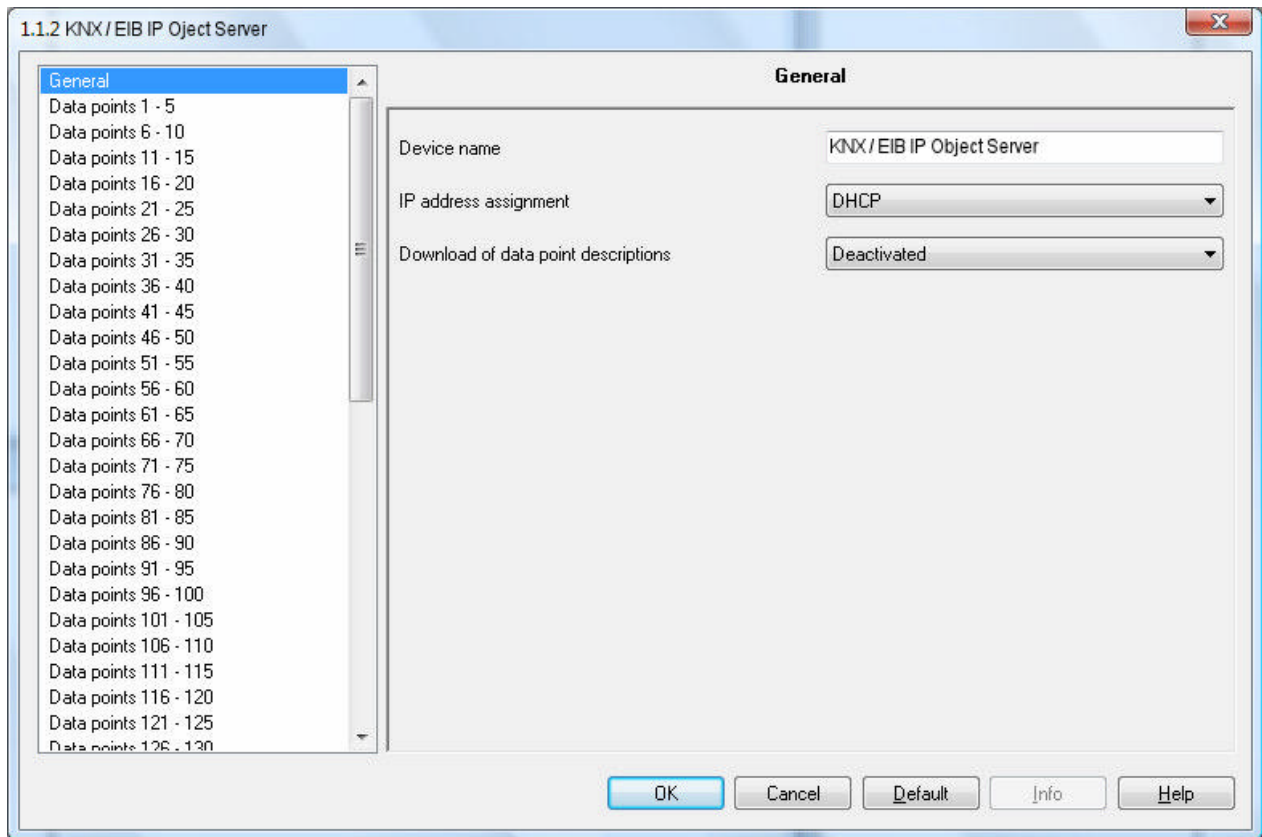 1.1.2 KNX / EIB IP Oject Server
General
Data points 1 - 5
Data points 6 - 10
Data points 11 - 15
Data points 16 - 20
Data points 21 - 25
Data points 26 - 30
Data points 31 - 35
Data points 36 - 40
Data points 41 - 45
Data points 46 - 50
Data points 51 - 55
Data points 56 - 60
Data points 61 - 65
Data points 66 - 70
Data points 71 - 75
Data points 76 - 80
Data points 81 - 85
Data points 86 - 90
Data points 91 - 95
Data points 96 - 100
Data points 101 - 105
Data points 106 - 110
Data points 111 - 115
Data points 116 - 120
Data points 121 - 125
Data points 126 - 130
General
Device name KNX / EIB IP Object Server
IP address assignment DHCP
Download of data point descriptions Deactivated
OK Cancel Default Info Help